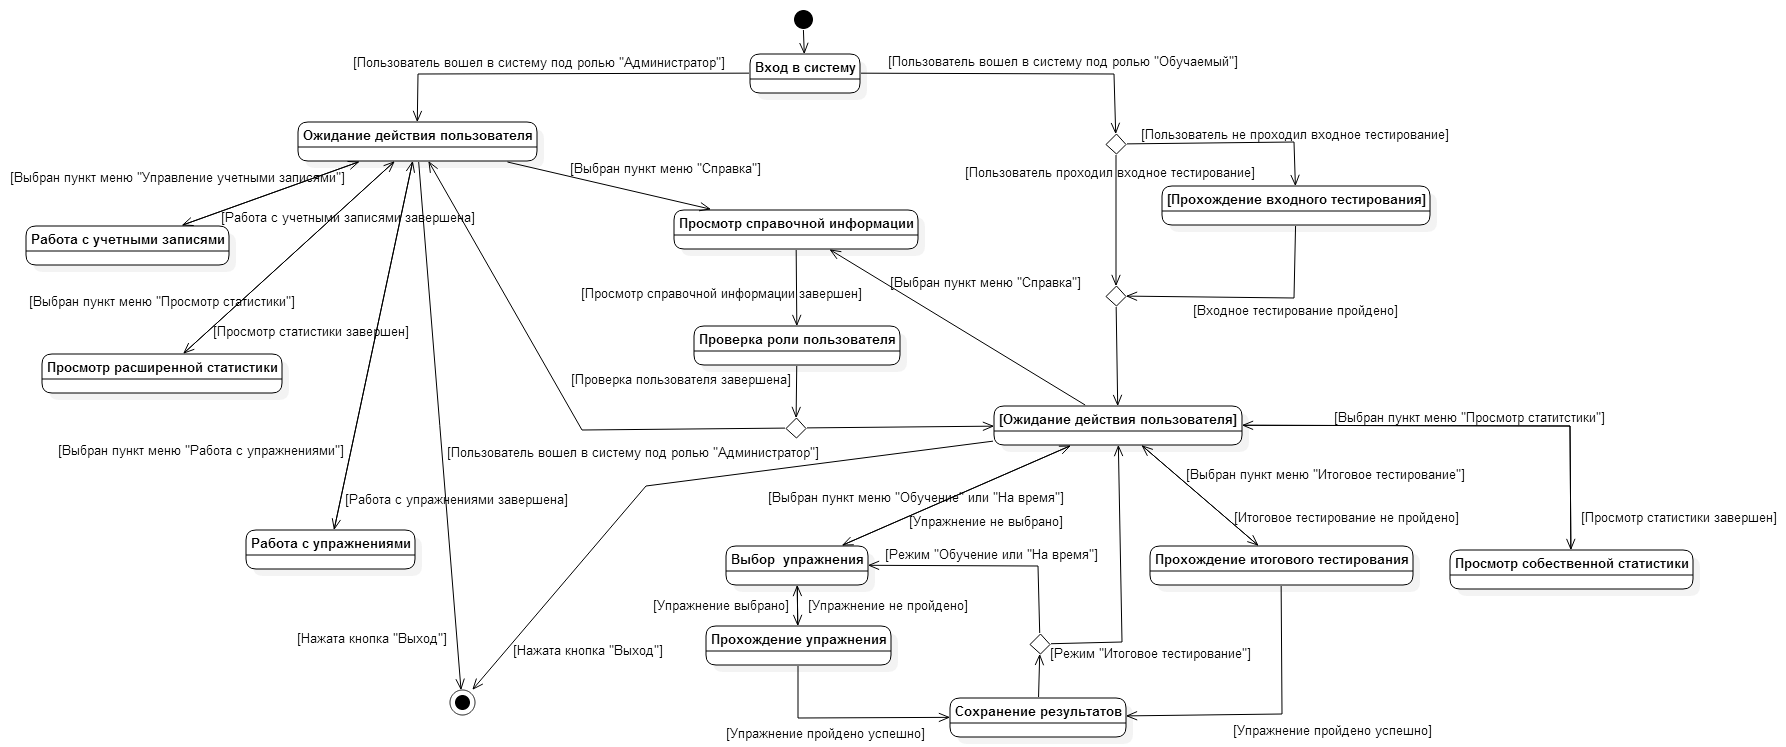 [Пользователь вошел в систему под ролью "Администратор"]
[Пользователь вошел в систему под ролью "Обучаемый"]
Вход в систему
Ожидание действия пользователя
[Пользователь не проходил входное тестирование]
[Выбран пункт меню "Справка"]
[Пользователь проходил входное тестирование]
[Выбран пункт меню "Управление учетными записями"]
[Прохождение входного тестирования]
[Работа с учетными записями завершена]
Просмотр справочной информации
Работа с учетными записями
[Выбран пункт меню "Справка"]
[Просмотр справочной информации завершен]
[Выбран пункт меню "Просмотр статистики"]
[Входное тестирование пройдено]
[Просмотр статистики завершен]
Проверка роли пользователя
Просмотр расширенной статистики
[Проверка пользователя завершена]
[Ожидание действия пользователя]
[Выбран пункт меню "Просмотр статитстики"]
[Выбран пункт меню "Работа с упражнениями"]
[Пользователь вошел в систему под ролью "Администратор"]
[Выбран пункт меню "Итоговое тестирование"]
[Работа с упражнениями завершена]
[Выбран пункт меню "Обучение" или "На время"]
[Упражнение не выбрано]
[Итоговое тестирование не пройдено]
[Просмотр статистики завершен]
Работа с упражнениями
Выбор  упражнения
[Режим "Обучение или "На время"]
Прохождение итогового тестирования
Просмотр собественной статистики
[Упражнение выбрано]
[Упражнение не пройдено]
[Нажата кнопка "Выход"]
Прохождение упражнения
[Нажата кнопка "Выход"]
[Режим "Итоговое тестирование"]
Сохранение результатов
[Упражнение пройдено успешно]
[Упражнение пройдено успешно]